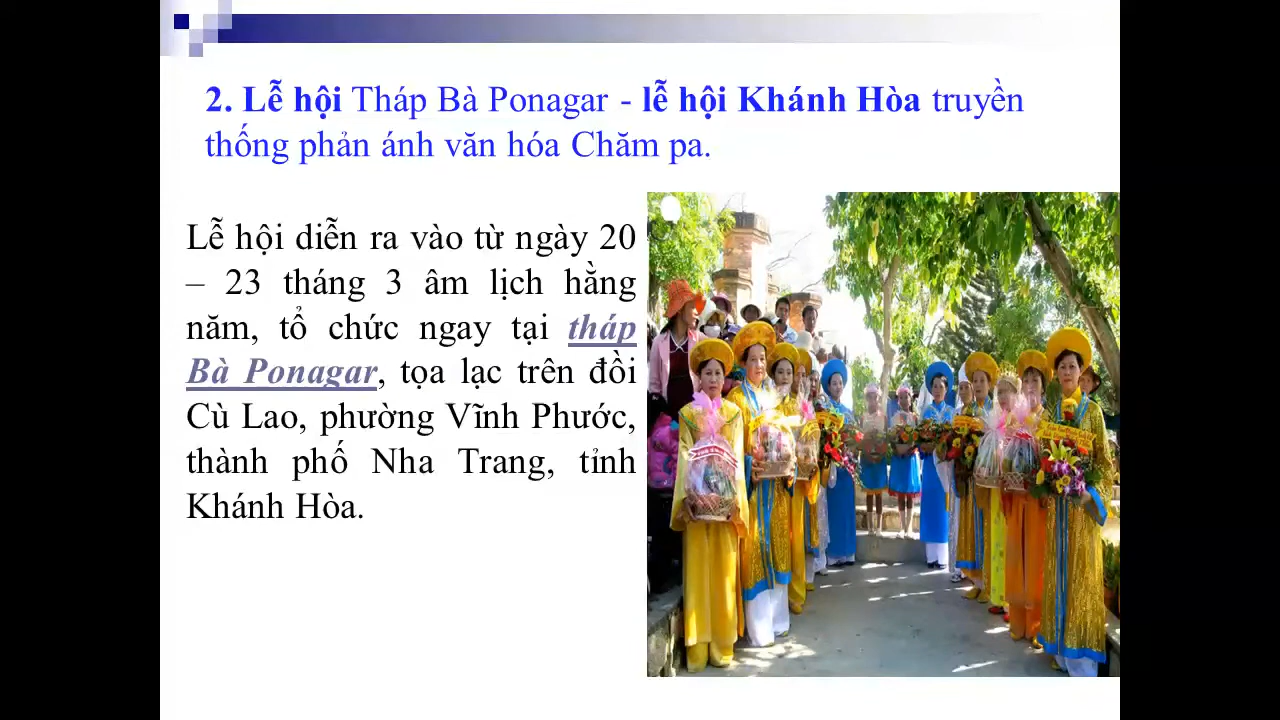 2. Lễ hội Tháp Bà Ponagar - lễ hội Khánh Hòa truyền
thống phản ánh văn hóa Chăm pa.
Lễ hội diễn ra vào từ ngày 20
– 23 tháng 3 âm lịch hằng
năm, tổ chức ngay tại tháp
Bà Ponagar, tọa lạc trên đồi
Cù Lao, phường Vĩnh Phước,
thành phố Nha Trang, tỉnh
Khánh Hòa.